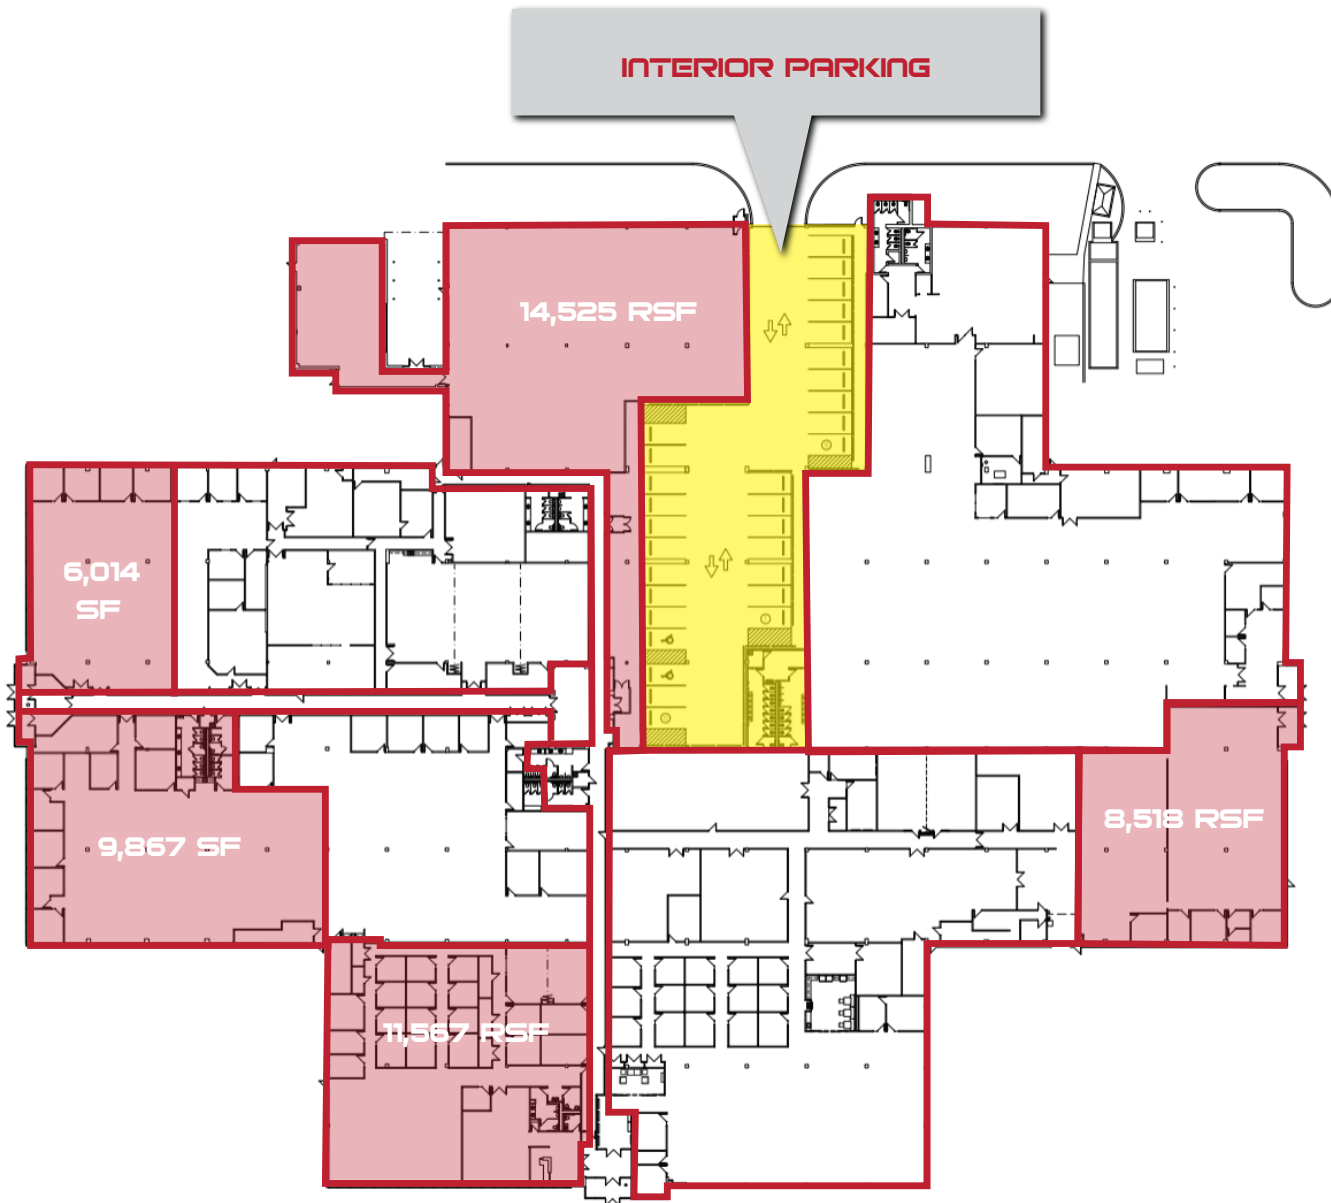 INTERIOR PARKING
14,525 RSF
6,014
SF
9,867 SF
8,518 RSF
11,567 RSF